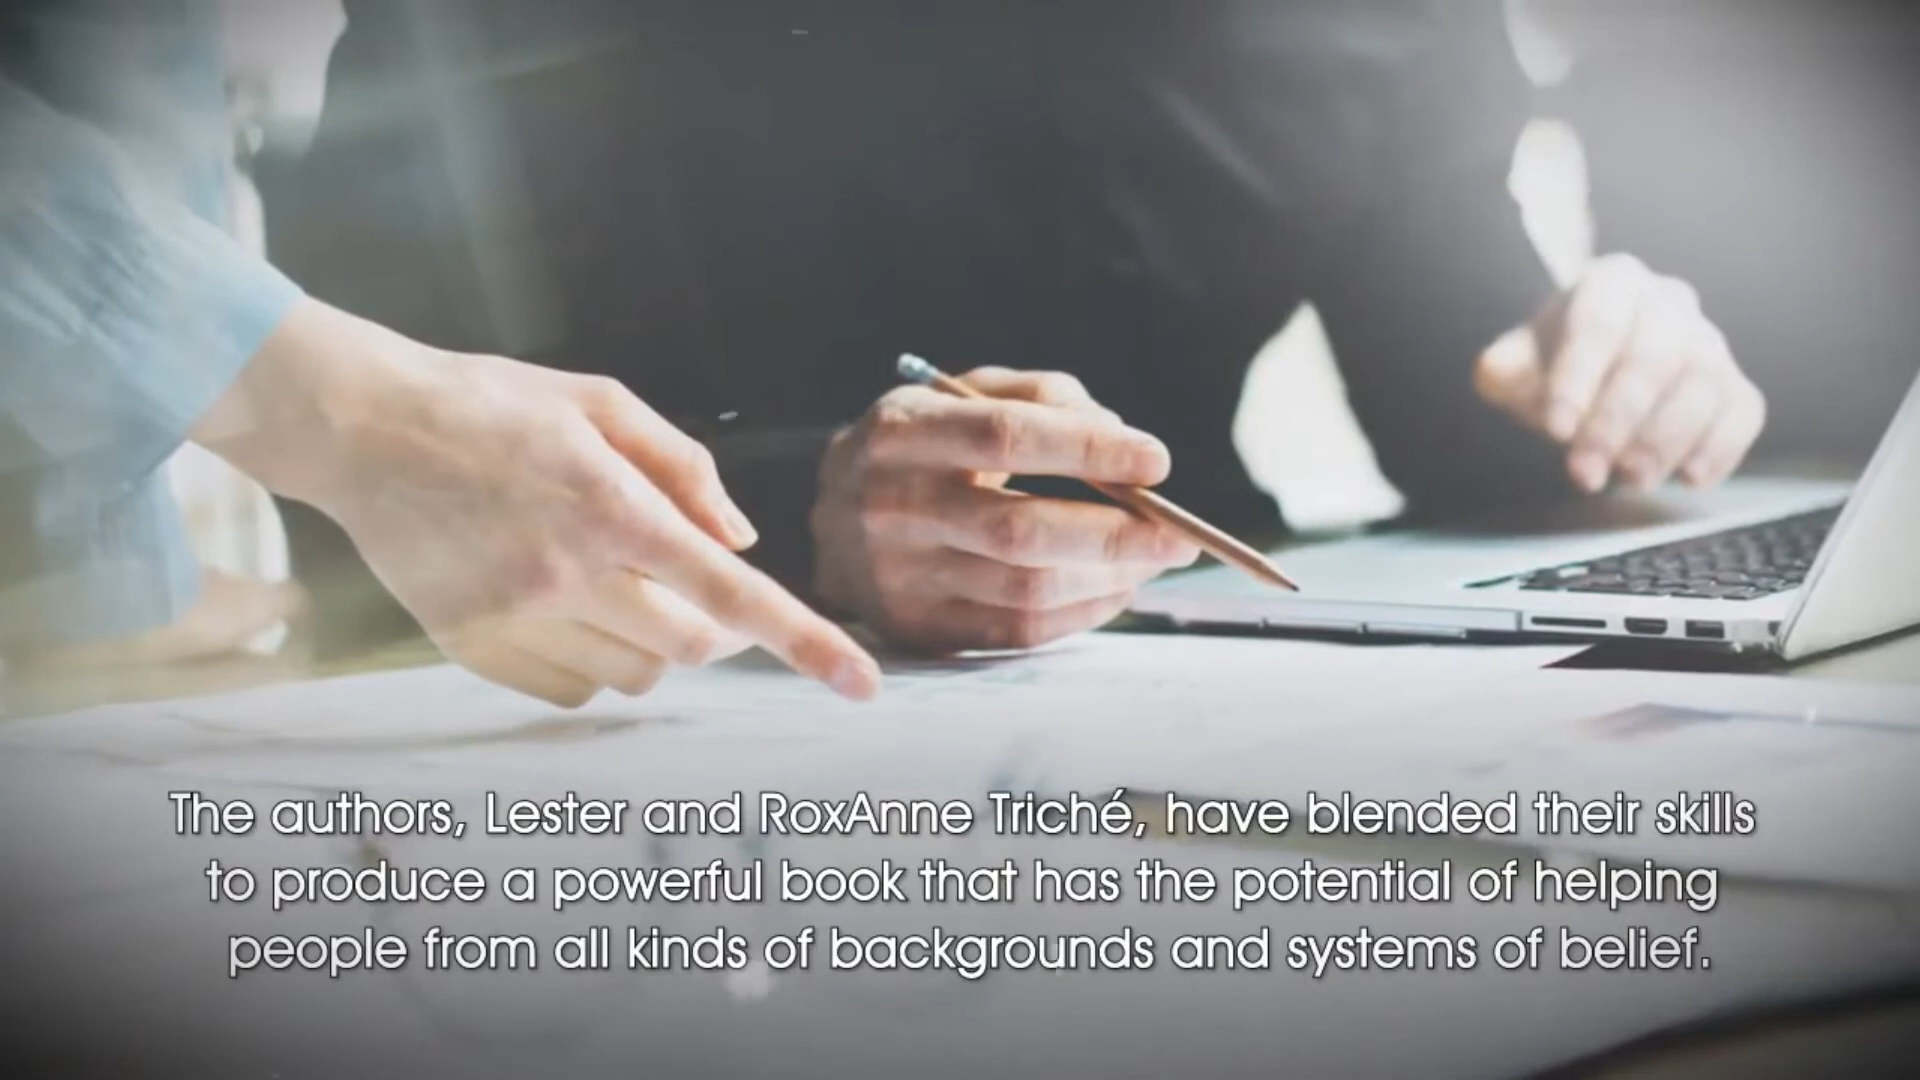 The authors, Lester and RoxAnne Triché, have blended their skills
to produce a powerful book that has the potential of helping
people from all kinds of backgrounds and systems of belief.